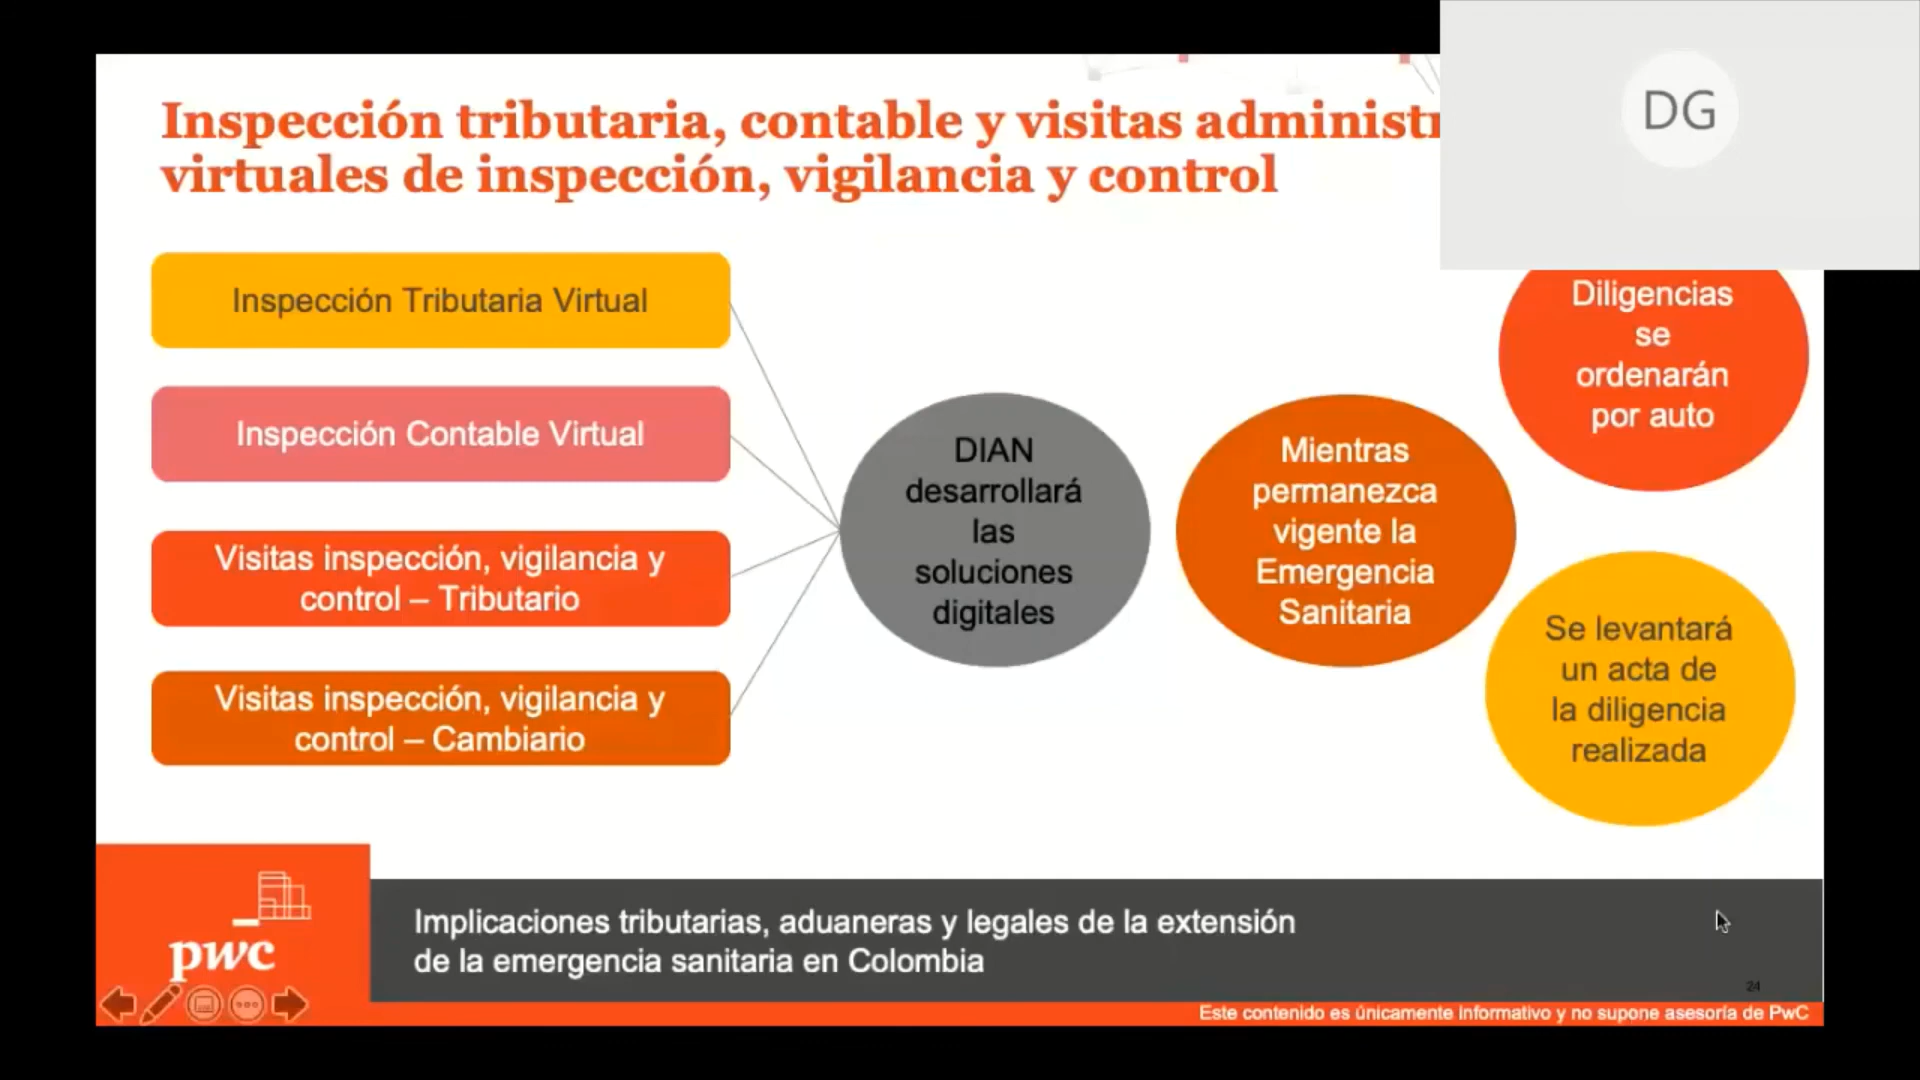 Inspección tributaria, contable y visitas
virtuales de inspección, vigilancia y control
DG
Inspección Tributaria Virtual
Inspección Contable Virtual
Visitas inspección, vigilancia y
control – Tributario
Visitas inspección, vigilancia y
control – Cambiario
DIAN
desarrollará
las
soluciones
digitales
Mientras
permanezca
vigente la
Emergencia
Sanitaria
Diligencias
se
ordenarán
por auto
Se levantará
un acta de
la diligencia
realizada
pwc
Implicaciones tributarias, aduaneras y legales de la extensión
de la emergencia sanitaria en Colombia
24
Este contenido es únicamente informativo y no supone asesoría de PwC